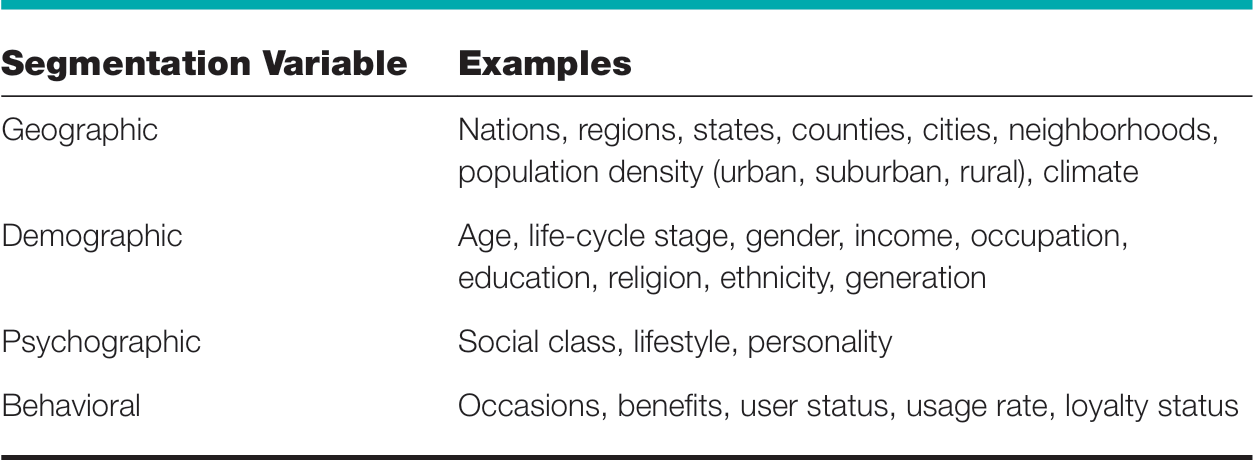 Segmentation Variable Examples
Geographic Nations, regions, states, counties, cities, neighborhoods,
population density (urban, suburban, rural), climate
Demographic Age, life-cycle stage, gender, income, occupation,
education, religion, ethnicity, generation
Psychographic Social class, lifestyle, personality
Behavioral Occasions, benefits, user status, usage rate, loyalty status